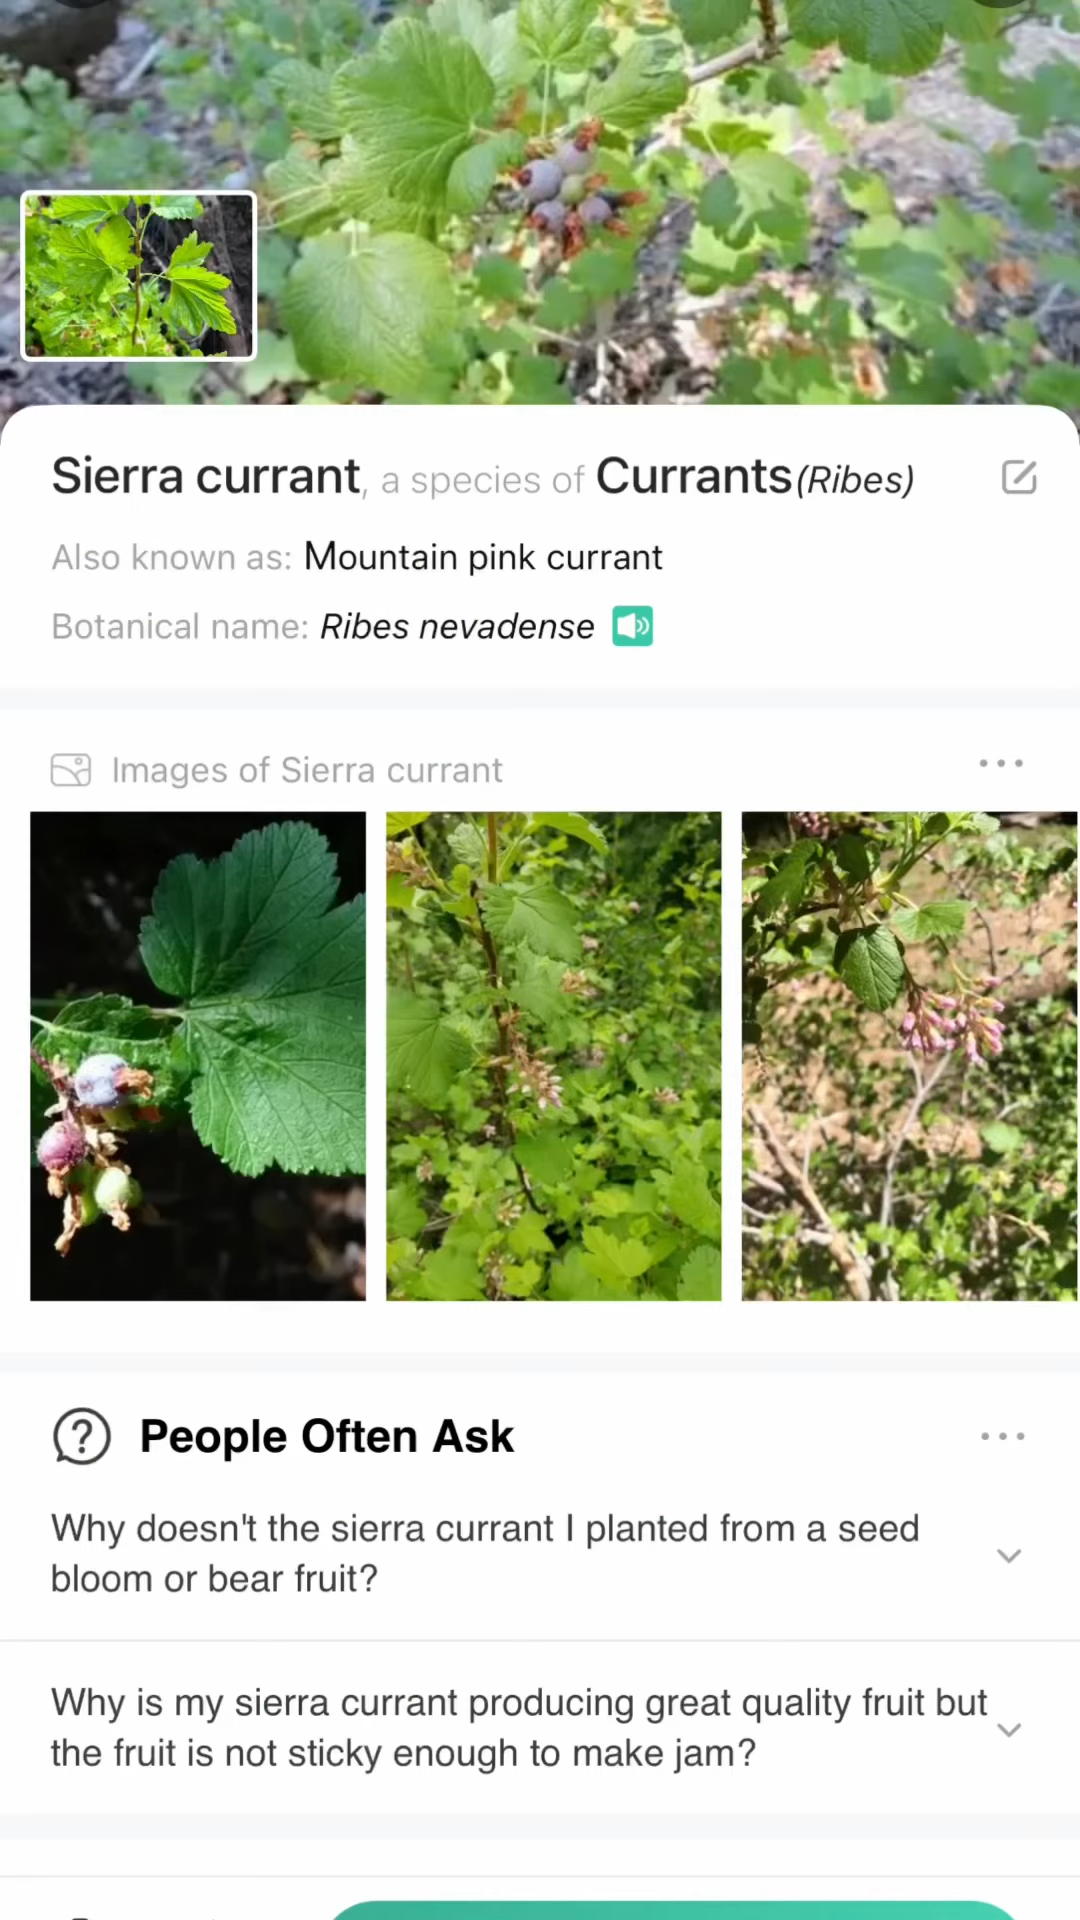 Sierra currant, a species of Currants(Ribes)
Also known as: Mountain pink currant
Botanical name: Ribes nevadense
Images of Sierra currant
People Often Ask
Why doesn't the sierra currant I planted from a seed
bloom or bear fruit?
Why is my sierra currant producing great quality fruit but
the fruit is not sticky enough to make jam?